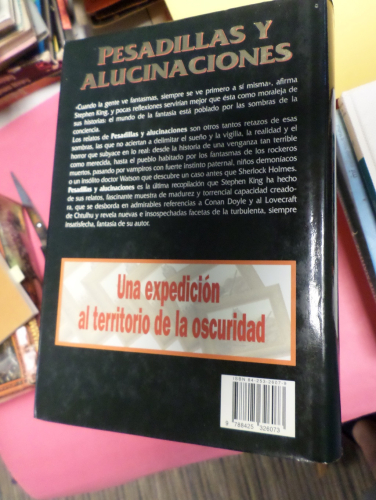 PESADILLAS Y
ALUCINACIONES
«Cuando la gente ve fantasmas, siempre se ve primero a sí misma», afirma
Stephen King, y pocas reflexiones servirían mejor que ésta como moraleja de
sus historias: el mundo de la fantasía está poblado por las sombras de la
conciencia.
Los relatos de Pesadillas y alucinaciones son otros tantos retazos de esas
sombras, las que no aciertan a delimitar el sueño y la vigilia, la realidad y el
horror que subyace en lo real: desde la historia de una venganza tan terrible
como merecida, hasta el pueblo habitado por los fantasmas de los rockeros
muertos, pasando por vampiros con fuerte instinto paternal, niños demoníacos
o un insólito doctor Watson que descubre un caso antes que Sherlock Holmes.
Pesadillas y alucinaciones es la última recopilación que Stephen King ha hecho
de sus relatos, fascinante muestra de madurez y torrencial capacidad creado-
ra, que se desborda en admirables referencias a Conan Doyle y al Lovecraft
de Chtulhu y revela nuevas e insospechadas facetas de la turbulenta, siempre
insatisfecha, fantasía de su autor.
Una expedición
al territorio de la oscuridad
ISBN 84-253-2607-
9 788425 326073